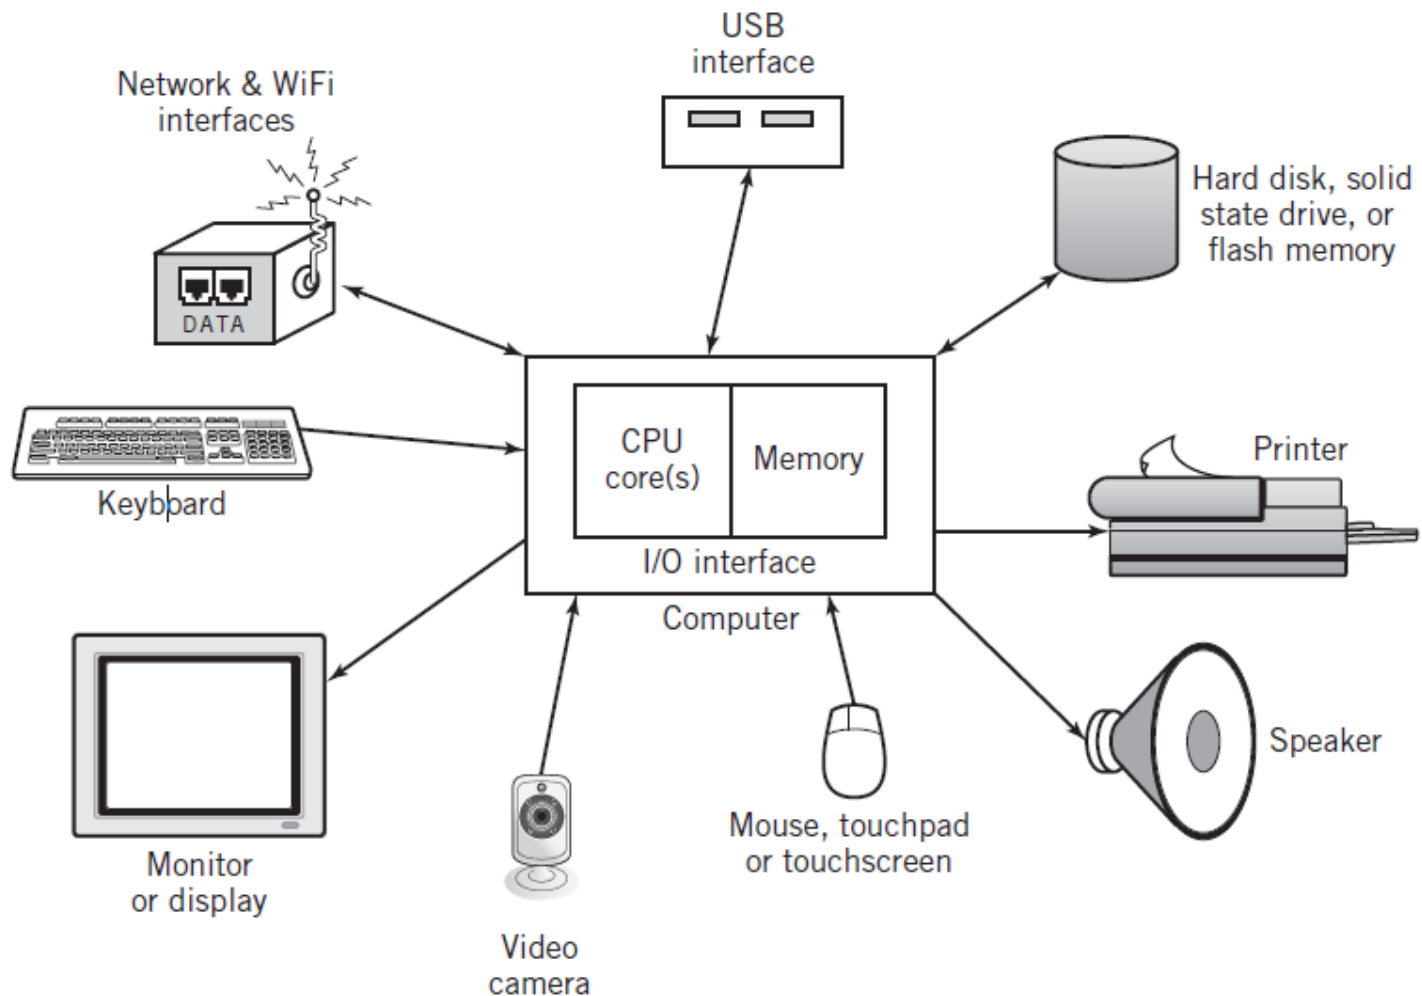 USB
interface
Network & WiFi
interfaces
Hard disk, solid
state drive, or
flash memory
DATA
CPU
core(s)
Memory
Printer
Keyboard
I/O interface
Computer
Speaker
Mouse, touchpad
or touchscreen
Monitor
or display
Video
camera